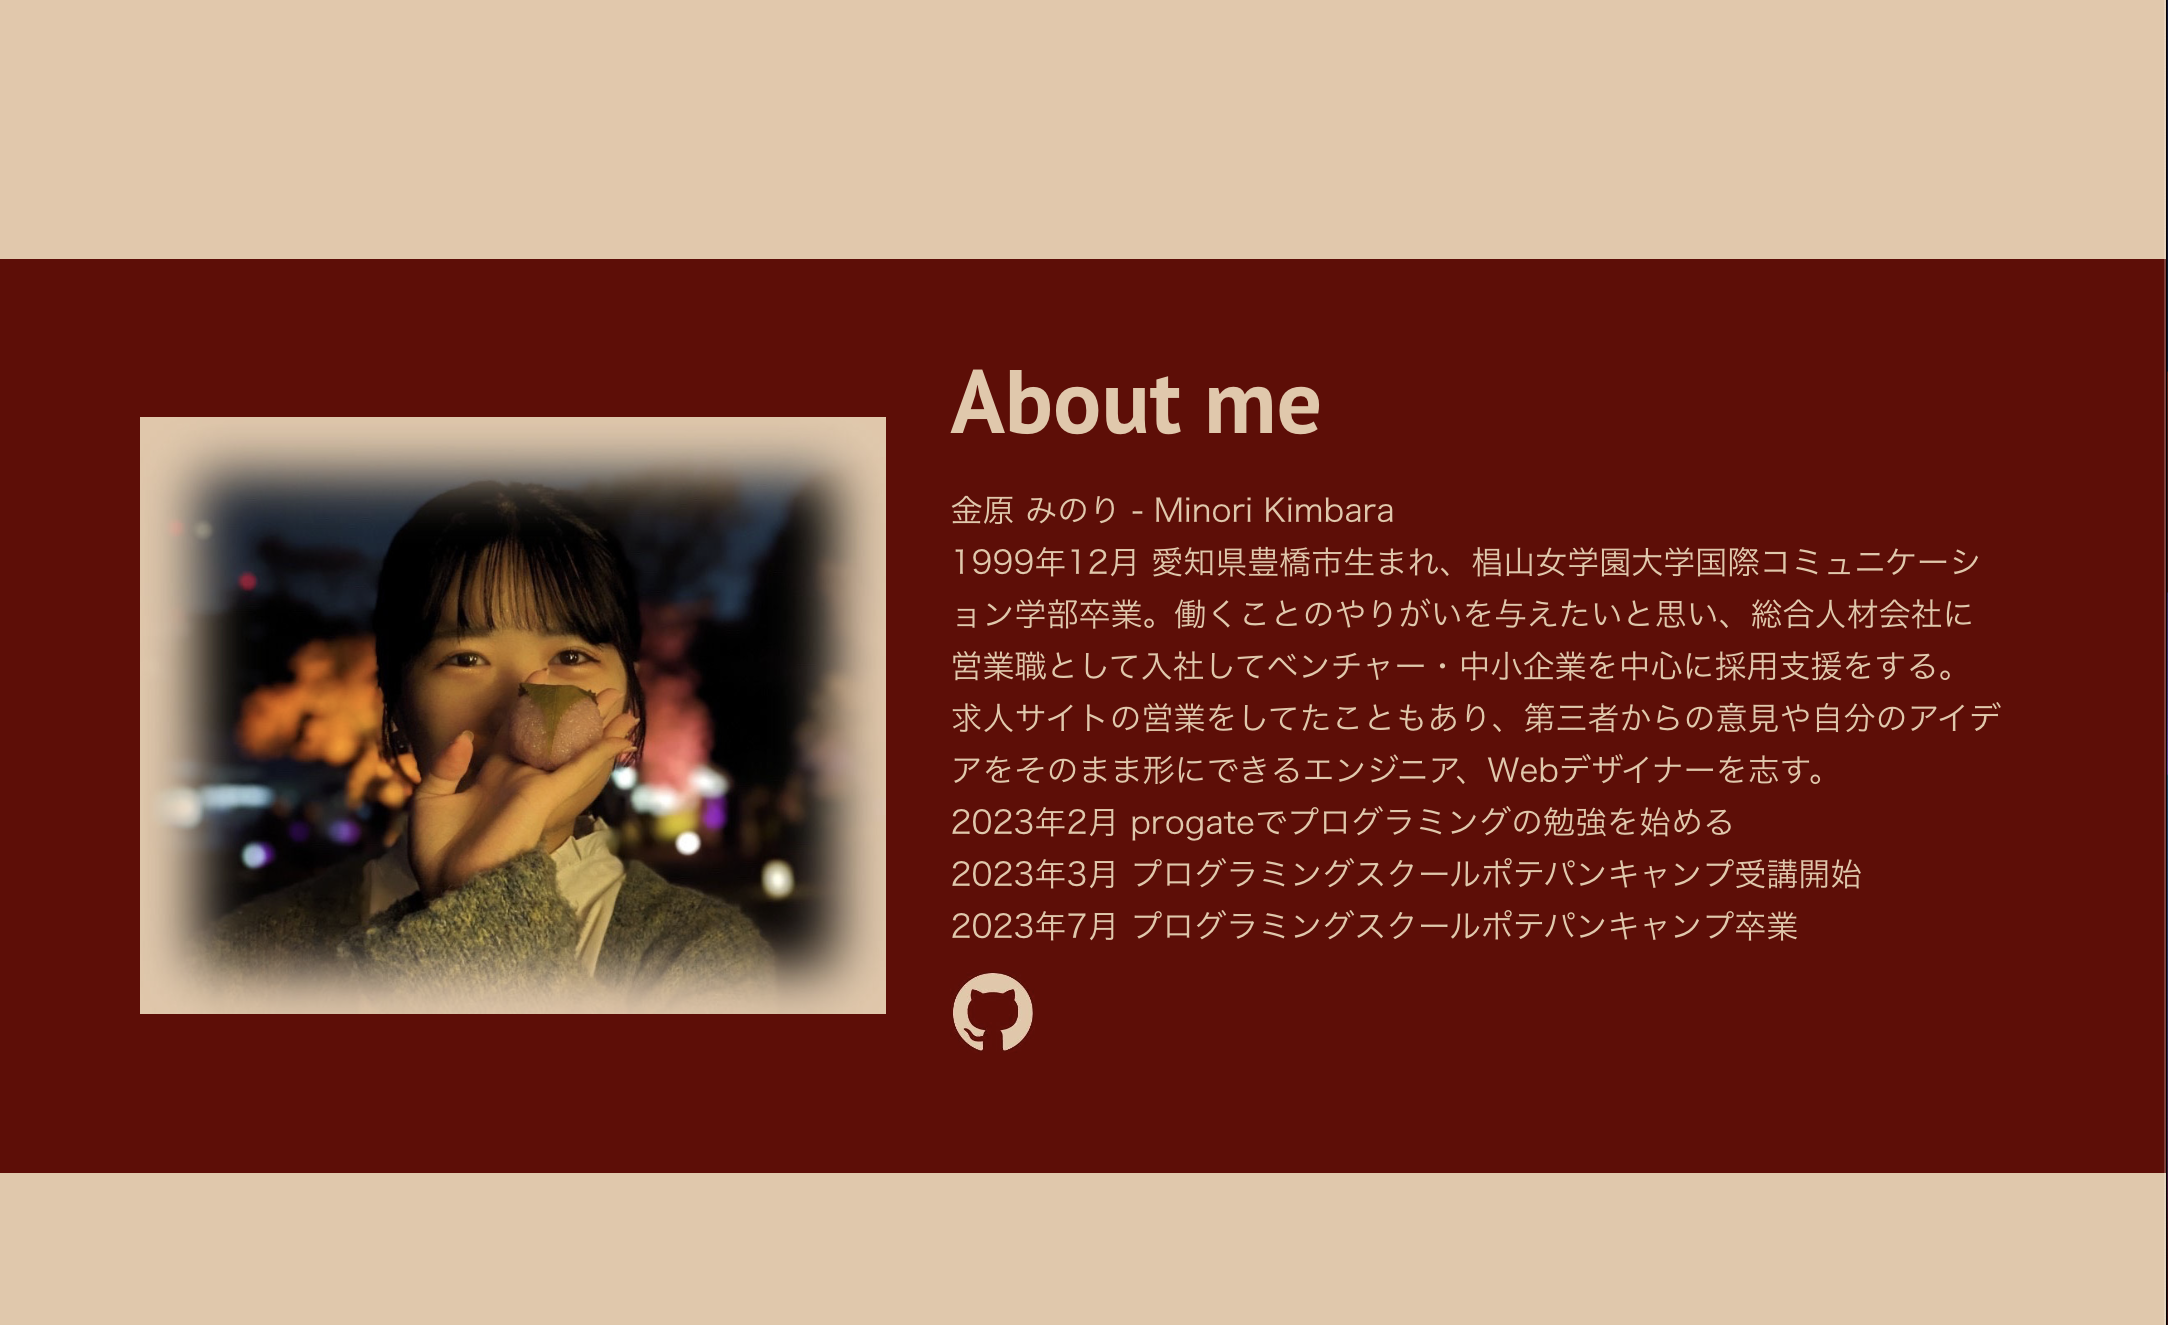 About me
金原 みのり - Minori Kimbara
1999年12月 愛知県豊橋市生まれ、椙山女学園大学国際コミュニケーシ
ョン学部卒業。働くことのやりがいを与えたいと思い、総合人材会社に
営業職として入社してベンチャー・中小企業を中心に採用支援をする。
求人サイトの営業をしてたこともあり、第三者からの意見や自分のアイデ
アをそのまま形にできるエンジニア、Webデザイナーを志す。
2023年2月 progateでプログラミングの勉強を始める
2023年3月 プログラミングスクールポテパンキャンプ受講開始
2023年7月 プログラミングスクールポテパンキャンプ卒業